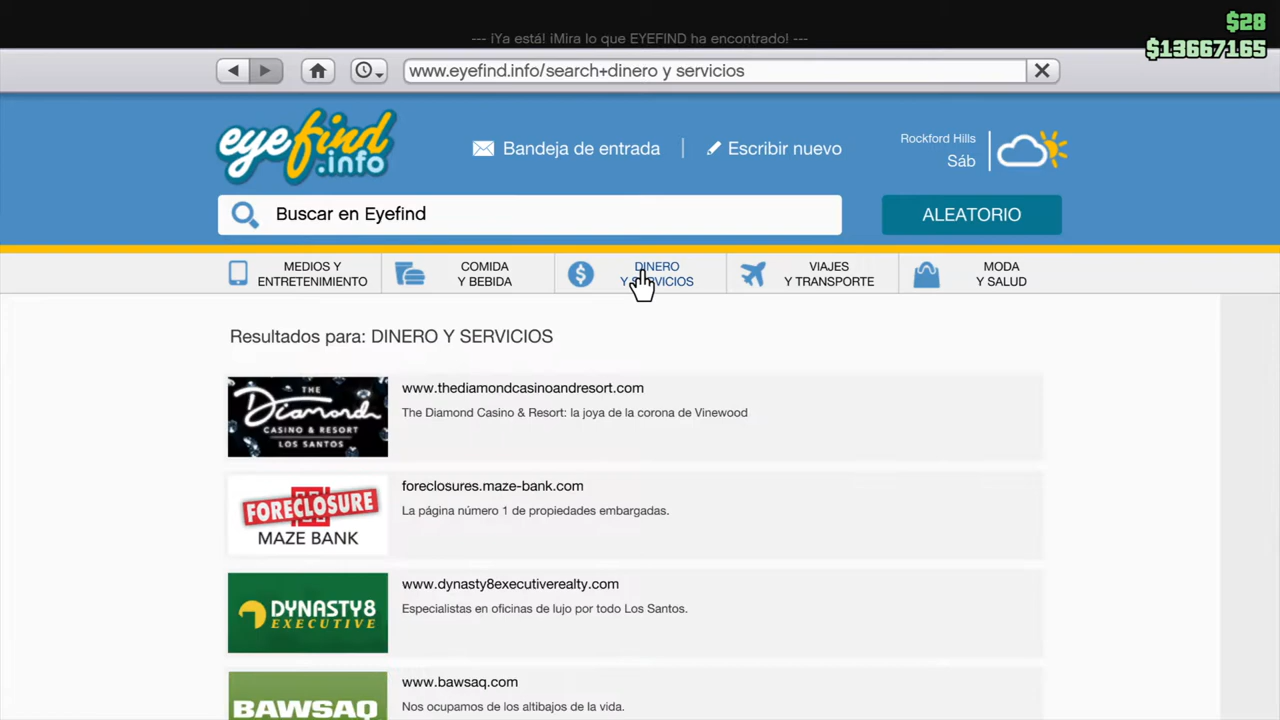 $28
--- ¡Ya está! ¡Mira lo que EYEFIND ha encontrado! ---
$13667165
www.eyefind.info/search+dinero y servicios
eyefind.info
Bandeja de entrada
Escribir nuevo
Rockford Hills
Sáb
Buscar en Eyefind
ALEATORIO
MEDIOS Y ENTRETENIMIENTO
COMIDA Y BEBIDA
DINERO Y SERVICIOS
VIAJES Y TRANSPORTE
MODA Y SALUD
Resultados para: DINERO Y SERVICIOS
THE
Diamond
CASINO & RESORT
LOS SANTOS
www.thediamondcasinoandresort.com
The Diamond Casino & Resort: la joya de la corona de Vinewood
FORECLOSURE
MAZE BANK
foreclosures.maze-bank.com
La página número 1 de propiedades embargadas.
DYNASTY8
EXECUTIVE
www.dynasty8executiverealty.com
Especialistas en oficinas de lujo por todo Los Santos.
BAWSAQ
www.bawsaq.com
Nos ocupamos de los altibajos de la vida.